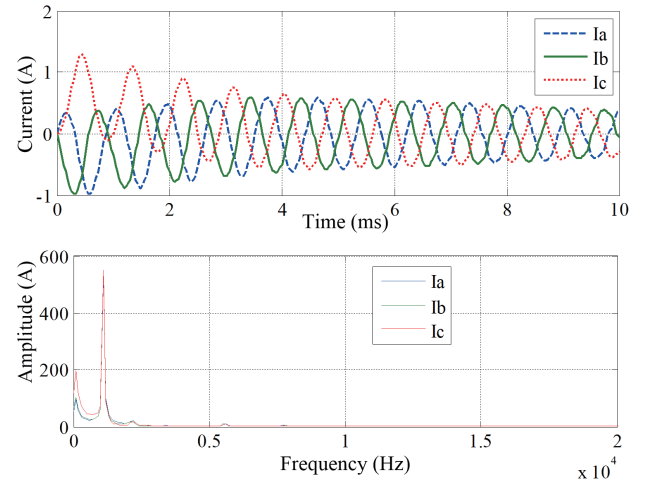 2
1
0
-1
Current (A)
Ia
Ib
Ic
0 2 4 6 8 10
Time (ms)
600
400
200
0
Amplitude (A)
Ia
Ib
Ic
0 0.5 1 1.5 2
Frequency (Hz)
x 10^4